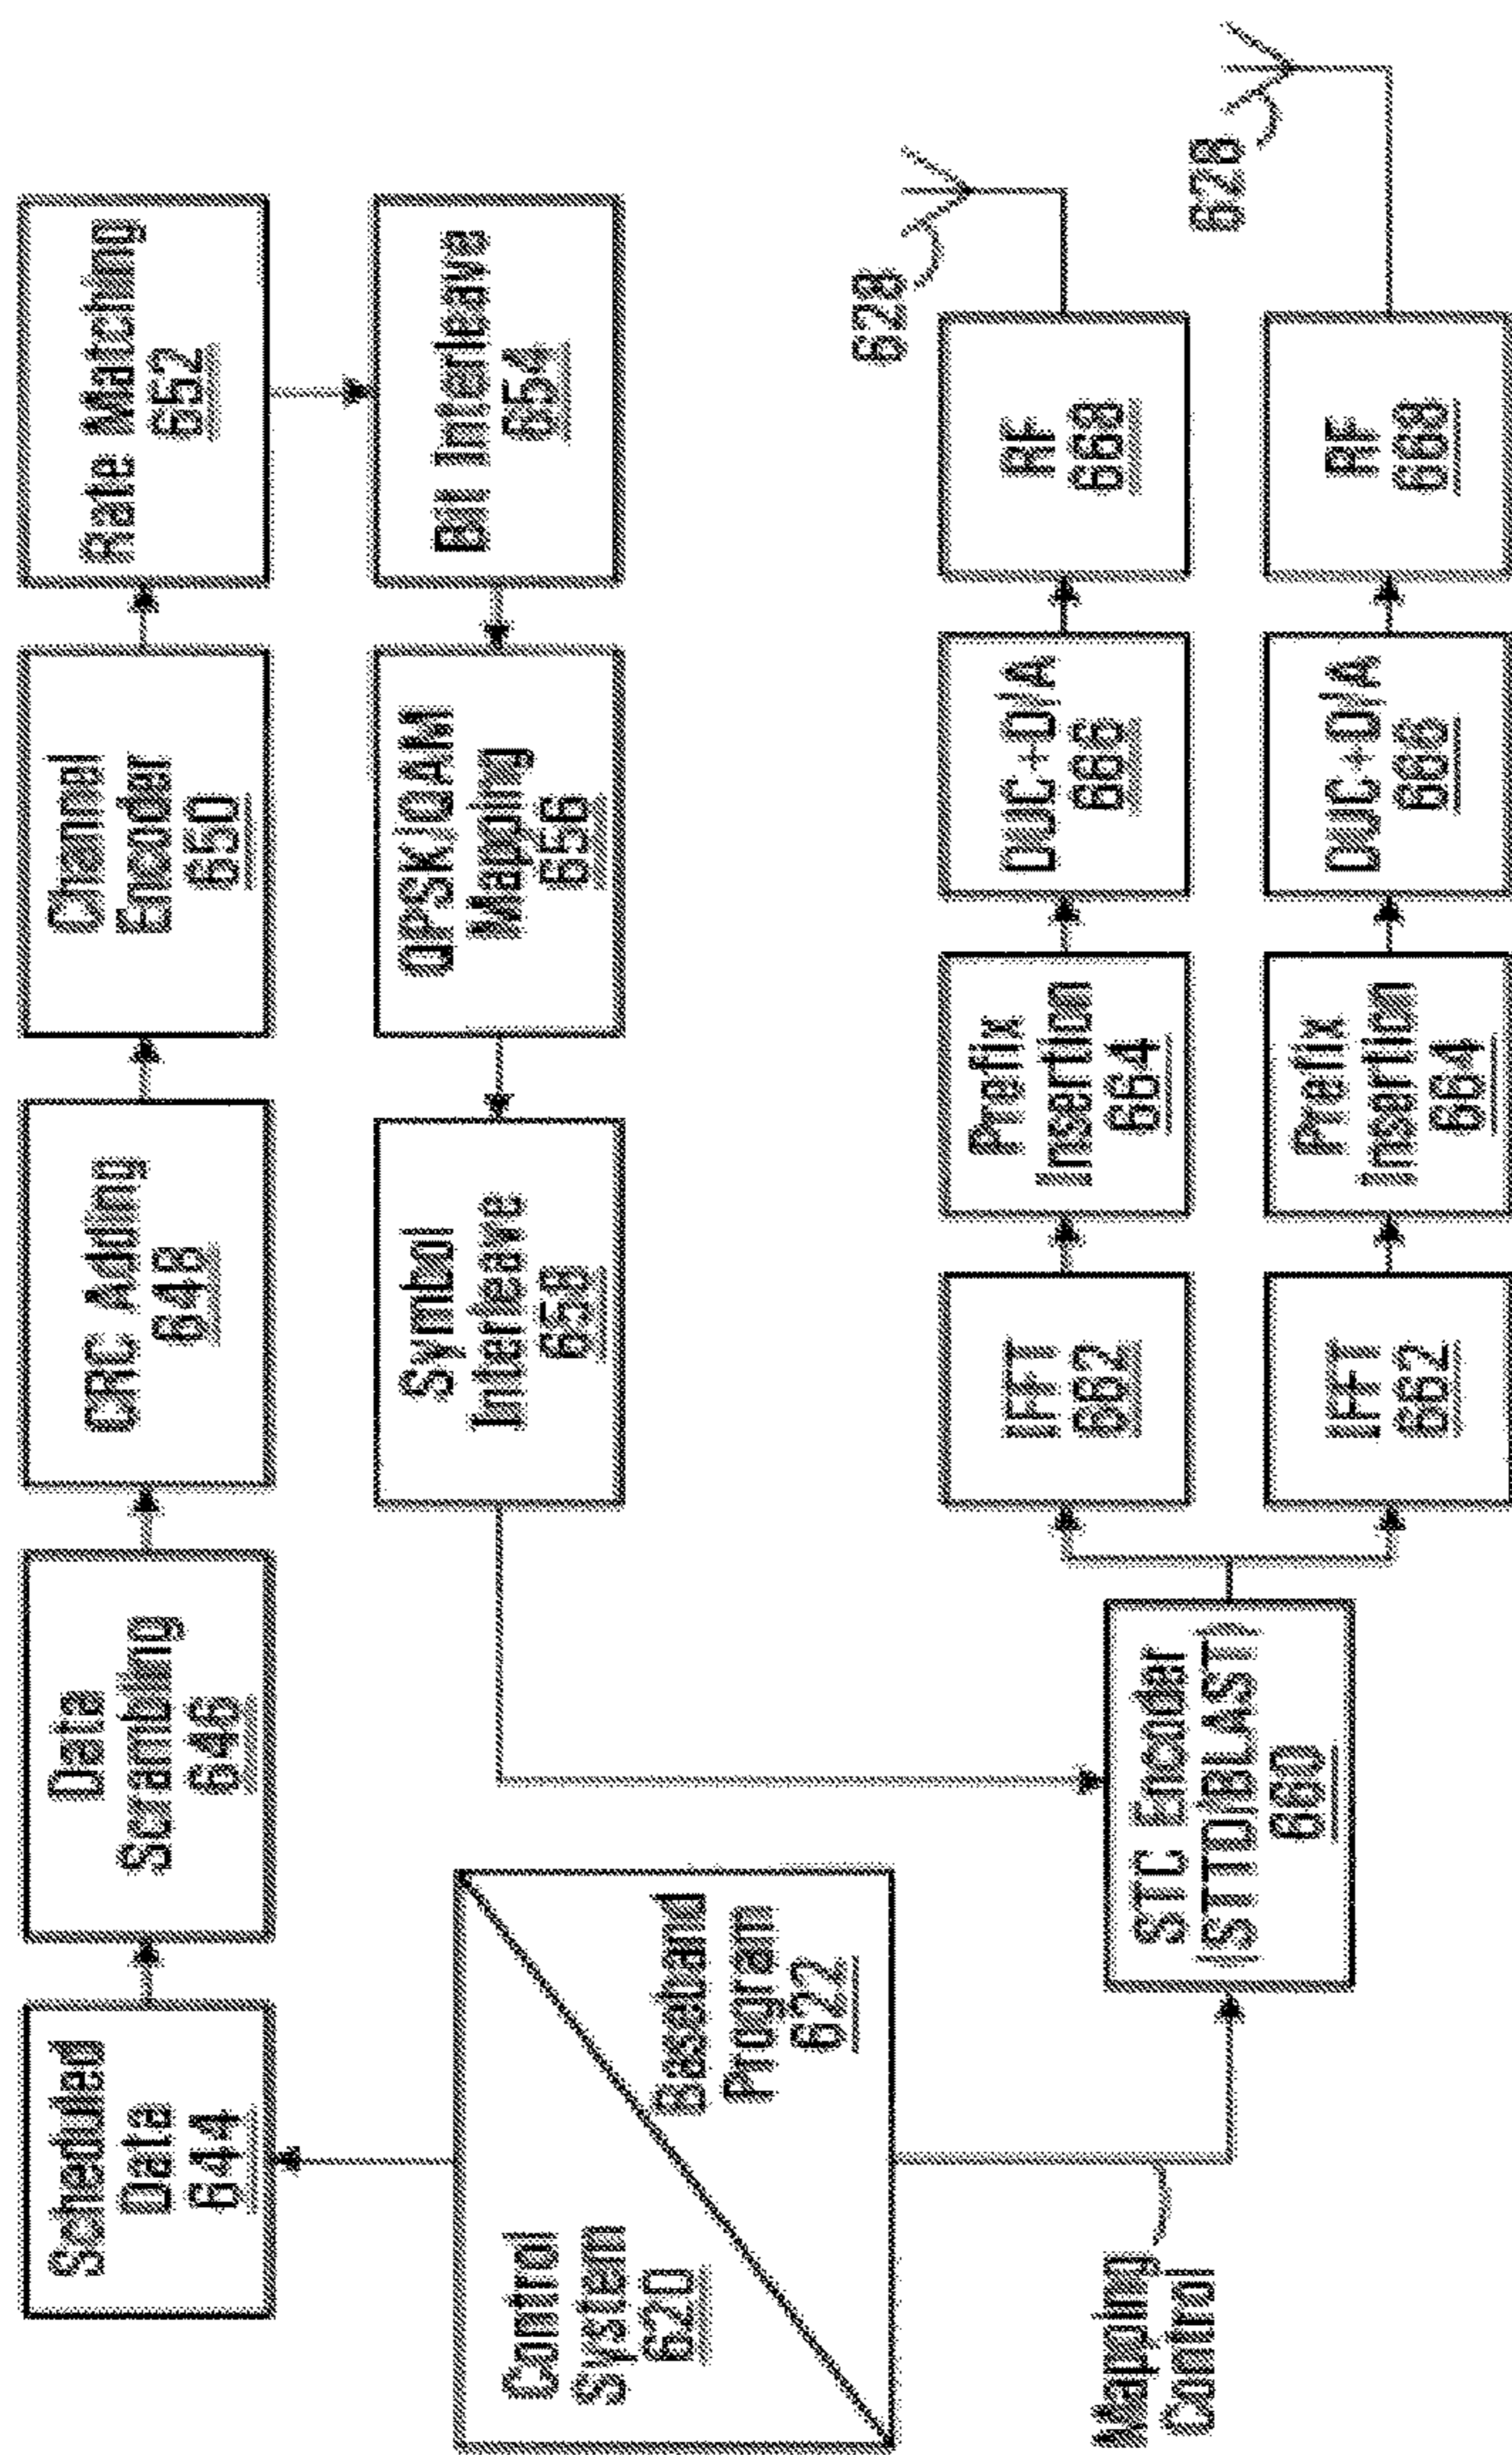 Scheduled
Data
644
Data
Scrambling
646
CRC Adding
648
Channel
Encoder
650
Rate Matching
652
Control
System
620
Baseband
Program
622
Symbol
Interleave
658
QPSK/QAM
Mapping
656
Bit Interleave
654
Mapping
Control
STC Encoder
(STTD/BLAST)
660
IFFT
662
Prefix
Insertion
664
DUC+D/A
666
RF
668
628
IFFT
662
Prefix
Insertion
664
DUC+D/A
666
RF
668
628